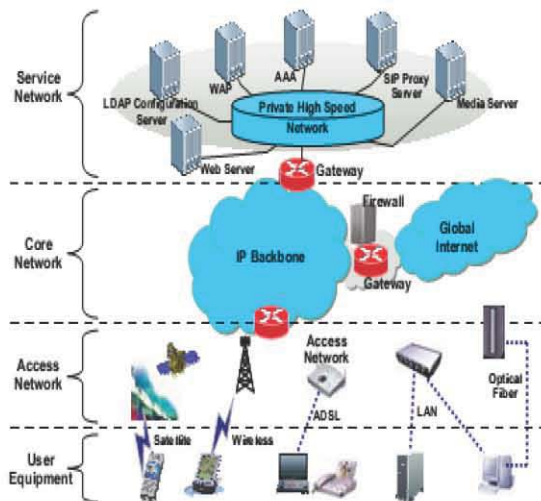 Service
Network
LDAP Configuration
Server
WAP
AAA
SIP Proxy
Server
Media Server
Private High Speed
Network
Web Server
Gateway
Core
Network
IP Backbone
Firewall
Gateway
Global
Internet
Access
Network
Access
Network
Optical
Fiber
ADSL
LAN
Satellite
Wireless
User
Equipment